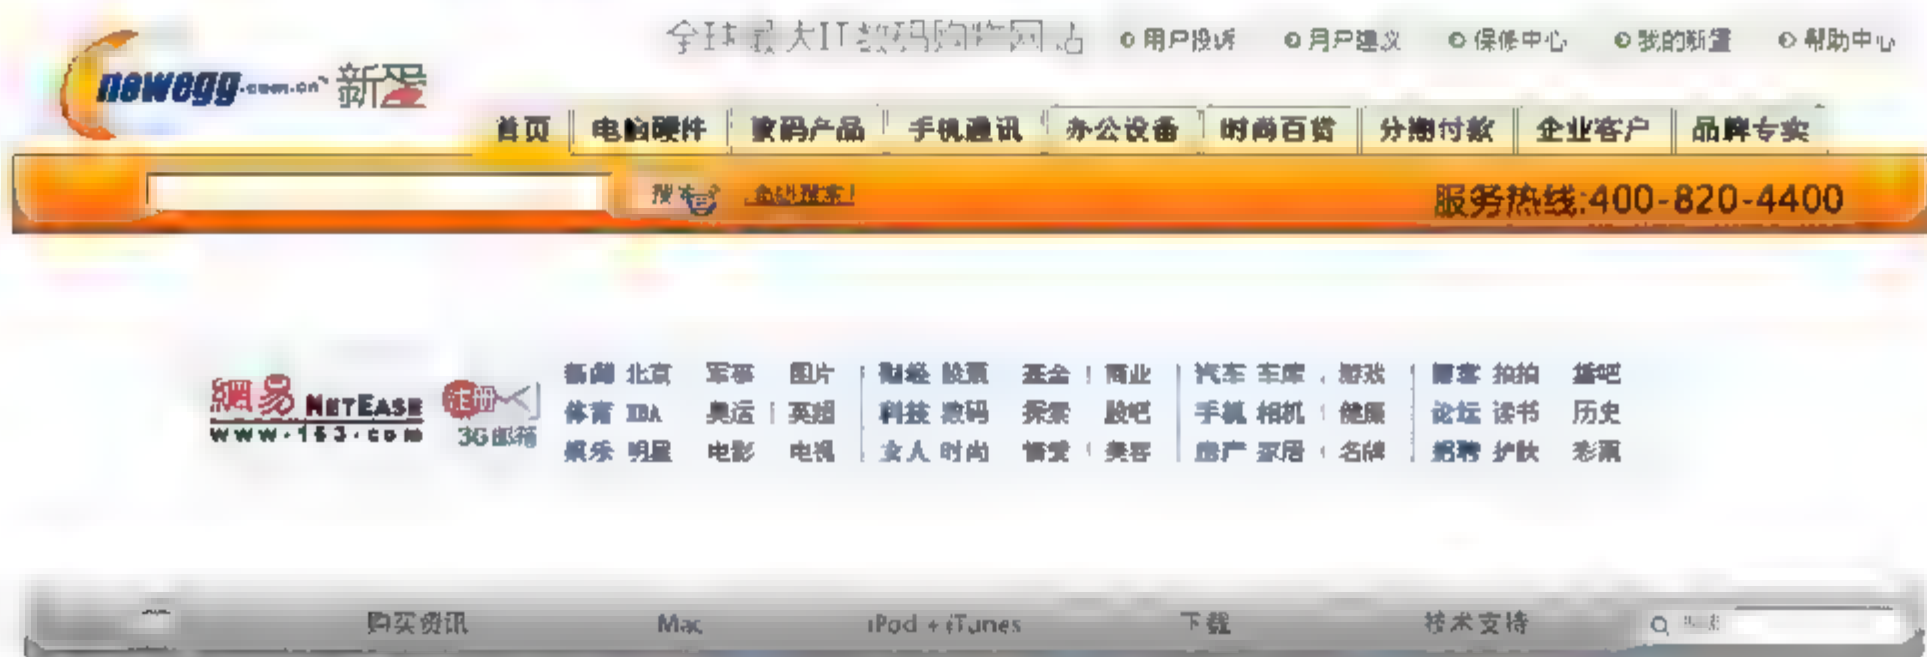 全球最大IT数码购物网站 用户投诉 用户建议 保修中心 我的新蛋 帮助中心
newegg.com.cn 新蛋
首页 电脑硬件 数码产品 手机通讯 办公设备 时尚百货 分期付款 企业客户 品牌专卖
搜索 高级搜索 服务热线:400-820-4400
新闻 北京 军事 图片 财经 股票 基金 商业 汽车 车库 游戏 博客 拍拍 播吧
網易 NETEASE 注册
体育 NBA 奥运 英超 科技 数码 探索 股吧 手机 相机 健康 论坛 读书 历史
www.163.com 3G邮箱
娱乐 明星 电影 电视 女人 时尚 情爱 美容 房产 家居 名牌 招聘 护肤 彩票
购买资讯 Mac iPod + iTunes 下载 技术支持